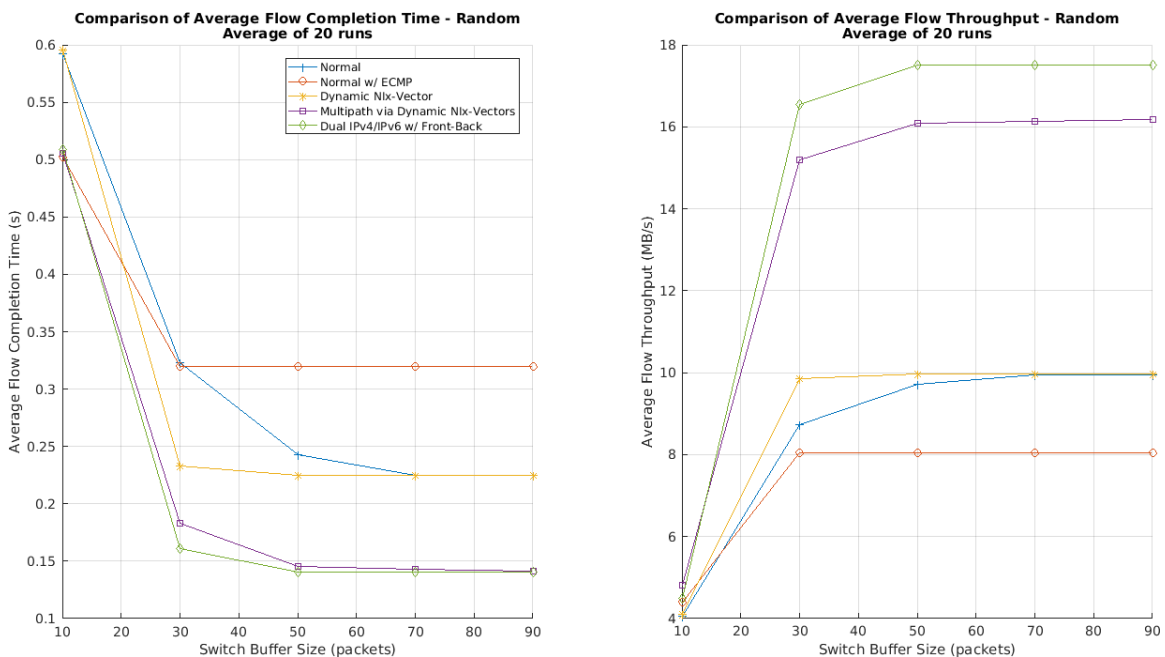 Comparison of Average Flow Completion Time - Random
Average of 20 runs
0.6
0.55
0.5
0.45
0.4
0.35
0.3
0.25
0.2
0.15
0.1
Average Flow Completion Time (s)
Normal
Normal w/ ECMP
Dynamic NIx-Vector
Multipath via Dynamic NIx-Vectors
Dual IPv4/IPv6 w/ Front-Back
10 20 30 40 50 60 70 80 90
Switch Buffer Size (packets)
Comparison of Average Flow Throughput - Random
Average of 20 runs
18
16
14
12
10
8
6
4
Average Flow Throughput (MB/s)
10 20 30 40 50 60 70 80 90
Switch Buffer Size (packets)